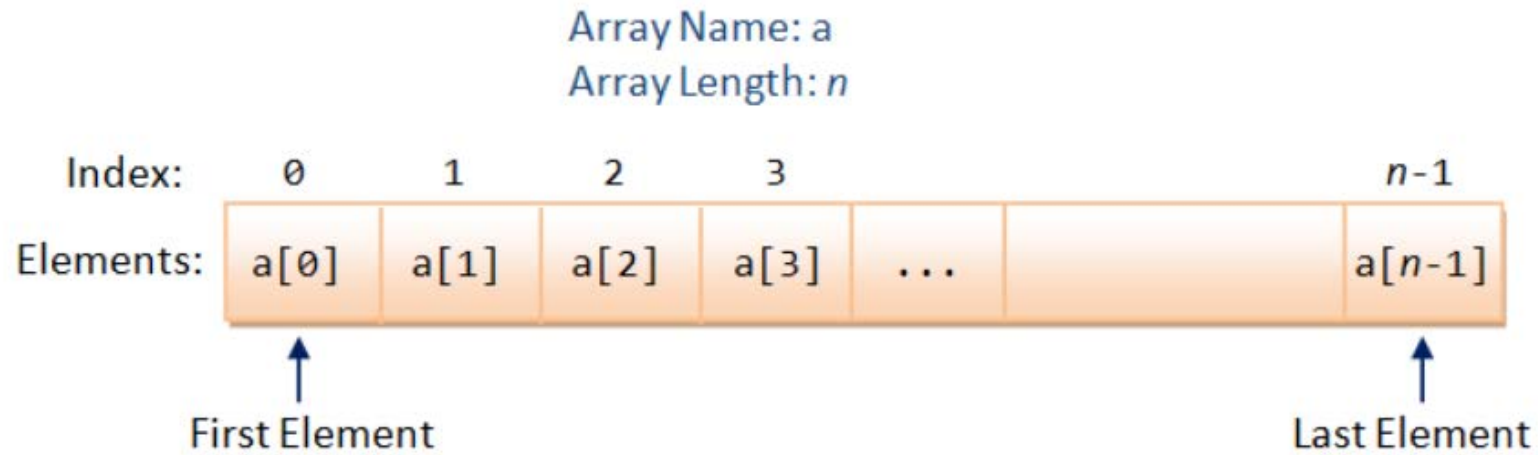 Array Name: a
Array Length: n
Index: 0 1 2 3 n-1
Elements: a[0] a[1] a[2] a[3] ... a[n-1]
First Element Last Element